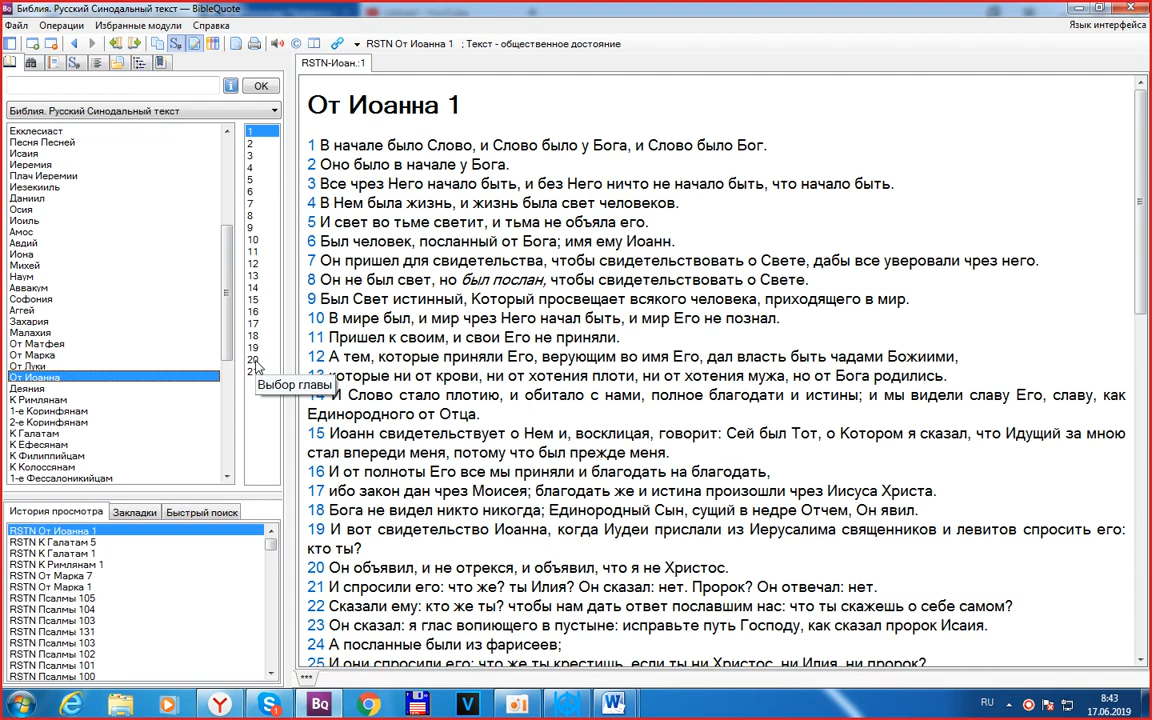 Библия. Русский Синодальный текст — BibleQuote
Файл Операции Избранные модули Справка
Язык интерфейса
RSTN От Иоанна 1 ; Текст - общественное достояние
OK
RSTN-Иоан.:1
Библия. Русский Синодальный текст
Екклесиаст
Песня Песней
Исаия
Иеремия
Плач Иеремии
Иезекииль
Даниил
Осия
Иоиль
Амос
Авдий
Иона
Михей
Наум
Аввакум
Софония
Аггей
Захария
Малахия
От Матфея
От Марка
От Луки
От Иоанна
Деяния
К Римлянам
1-е Коринфянам
2-е Коринфянам
К Галатам
К Ефесянам
К Филиппийцам
К Колоссянам
1-е Фессалоникийцам
1
2
3
4
5
6
7
8
9
10
11
12
13
14
15
16
17
18
19
20
Выбор главы
От Иоанна 1
1 В начале было Слово, и Слово было у Бога, и Слово было Бог.
2 Оно было в начале у Бога.
3 Все чрез Него начало быть, и без Него ничто не начало быть, что начало быть.
4 В Нем была жизнь, и жизнь была свет человеков.
5 И свет во тьме светит, и тьма не объяла его.
6 Был человек, посланный от Бога; имя ему Иоанн.
7 Он пришел для свидетельства, чтобы свидетельствовать о Свете, дабы все уверовали чрез него.
8 Он не был свет, но был послан, чтобы свидетельствовать о Свете.
9 Был Свет истинный, Который просвещает всякого человека, приходящего в мир.
10 В мире был, и мир чрез Него начал быть, и мир Его не познал.
11 Пришел к своим, и свои Его не приняли.
12 А тем, которые приняли Его, верующим во имя Его, дал власть быть чадами Божиими,
которые ни от крови, ни от хотения плоти, ни от хотения мужа, но от Бога родились.
14 И Слово стало плотию, и обитало с нами, полное благодати и истины; и мы видели славу Его, славу, как
Единородного от Отца.
15 Иоанн свидетельствует о Нем и, восклицая, говорит: Сей был Тот, о Котором я сказал, что Идущий за мною
стал впереди меня, потому что был прежде меня.
16 И от полноты Его все мы приняли и благодать на благодать,
17 ибо закон дан чрез Моисея; благодать же и истина произошли чрез Иисуса Христа.
18 Бога не видел никто никогда; Единородный Сын, сущий в недре Отчем, Он явил.
19 И вот свидетельство Иоанна, когда Иудеи прислали из Иерусалима священников и левитов спросить его:
кто ты?
20 Он объявил, и не отрекся, и объявил, что я не Христос.
21 И спросили его: что же? ты Илия? Он сказал: нет. Пророк? Он отвечал: нет.
22 Сказали ему: кто же ты? чтобы нам дать ответ пославшим нас: что ты скажешь о себе самом?
23 Он сказал: я глас вопиющего в пустыне: исправьте путь Господу, как сказал пророк Исаия.
24 А посланные были из фарисеев;
25 И они спросили его: что же ты крестишь, если ты ни Христос, ни Илия, ни пророк?
История просмотра Закладки Быстрый поиск
RSTN От Иоанна 1
RSTN К Галатам 5
RSTN К Галатам 1
RSTN К Римлянам 1
RSTN От Марка 7
RSTN От Марка 1
RSTN Псалмы 105
RSTN Псалмы 104
RSTN Псалмы 103
RSTN Псалмы 131
RSTN Псалмы 103
RSTN Псалмы 102
RSTN Псалмы 101
RSTN Псалмы 100
***
RU
8:43
17.06.2019